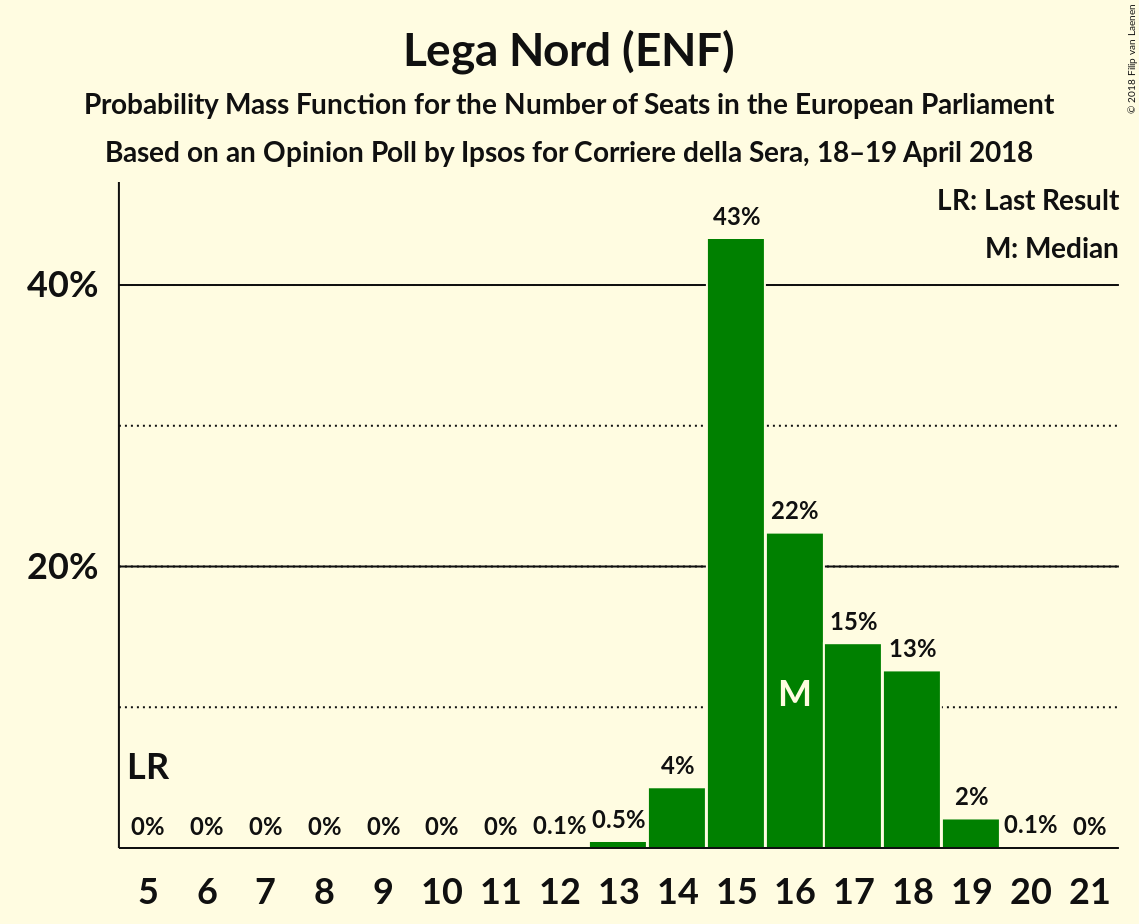 Lega Nord (ENF)
Probability Mass Function for the Number of Seats in the European Parliament
Based on an Opinion Poll by Ipsos for Corriere della Sera, 18–19 April 2018
© 2018 Filip van Laenen
LR: Last Result
M: Median
43%
40%
22%
20%
15%
13%
M
LR
4%
2%
0% 0% 0% 0% 0% 0% 0% 0.1% 0.5% 0.1% 0%
5 6 7 8 9 10 11 12 13 14 15 16 17 18 19 20 21